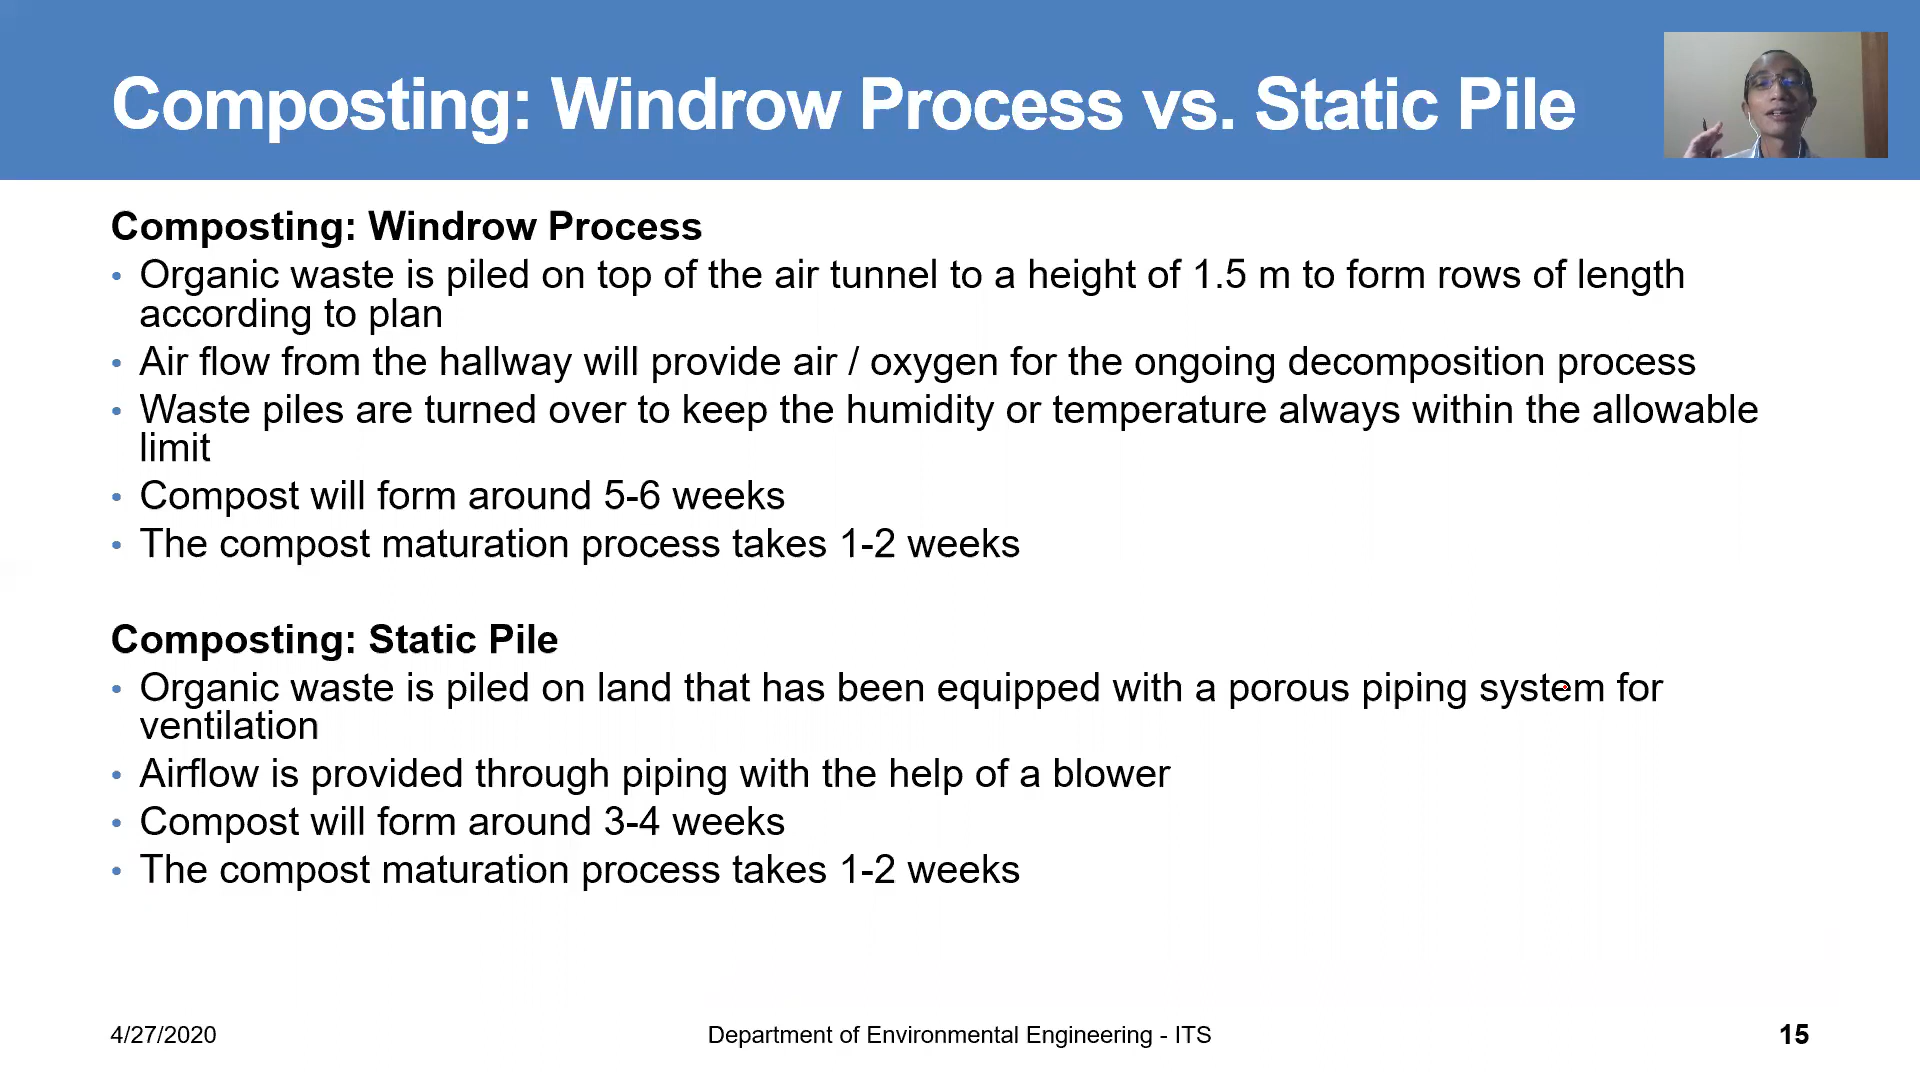 Composting: Windrow Process vs. Static Pile
Composting: Windrow Process
• Organic waste is piled on top of the air tunnel to a height of 1.5 m to form rows of length
according to plan
• Air flow from the hallway will provide air / oxygen for the ongoing decomposition process
• Waste piles are turned over to keep the humidity or temperature always within the allowable
limit
• Compost will form around 5-6 weeks
• The compost maturation process takes 1-2 weeks
Composting: Static Pile
• Organic waste is piled on land that has been equipped with a porous piping system for
ventilation
• Airflow is provided through piping with the help of a blower
• Compost will form around 3-4 weeks
• The compost maturation process takes 1-2 weeks
4/27/2020
Department of Environmental Engineering - ITS
15